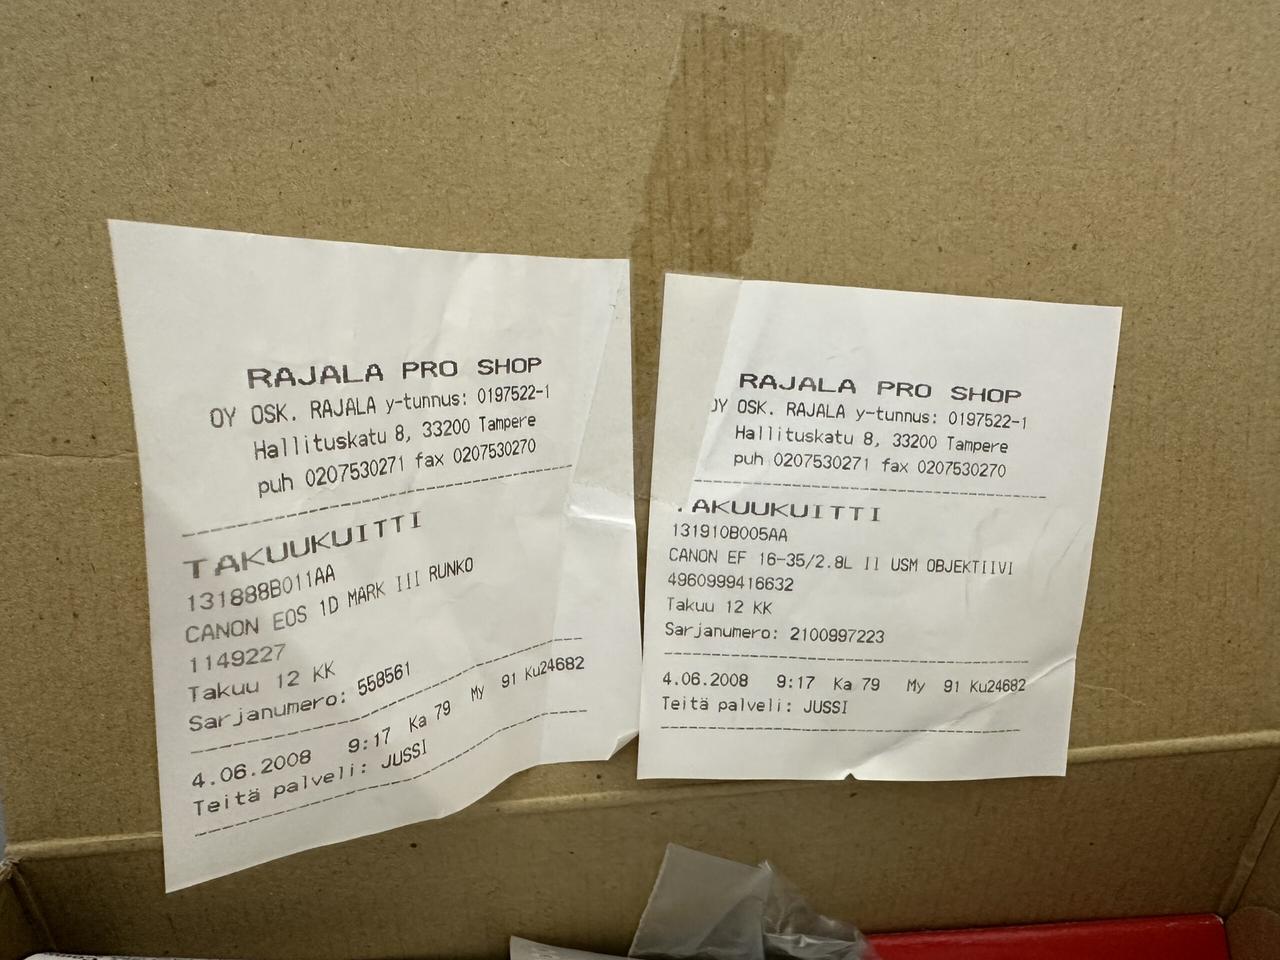 RAJALA PRO SHOP
OY OSK. RAJALA y-tunnus: 0197522-1
Hallituskatu 8, 33200 Tampere
puh 0207530271 fax 0207530270
TAKUUKUITTI
131888B011AA
CANON EOS 1D MARK III RUNKO
1149227
Takuu 12 KK
Sarjanumero: 558561
4.06.2008 9:17 Ka 79 My 91 Ku24682
Teitä palveli: JUSSI
RAJALA PRO SHOP
OY OSK. RAJALA y-tunnus: 0197522-1
Hallituskatu 8, 33200 Tampere
puh 0207530271 fax 0207530270
TAKUUKUITTI
131910B005AA
CANON EF 16-35/2.8L II USM OBJEKTIIVI
4960999416632
Takuu 12 KK
Sarjanumero: 2100997223
4.06.2008 9:17 Ka 79 My 91 Ku24682
Teitä palveli: JUSSI